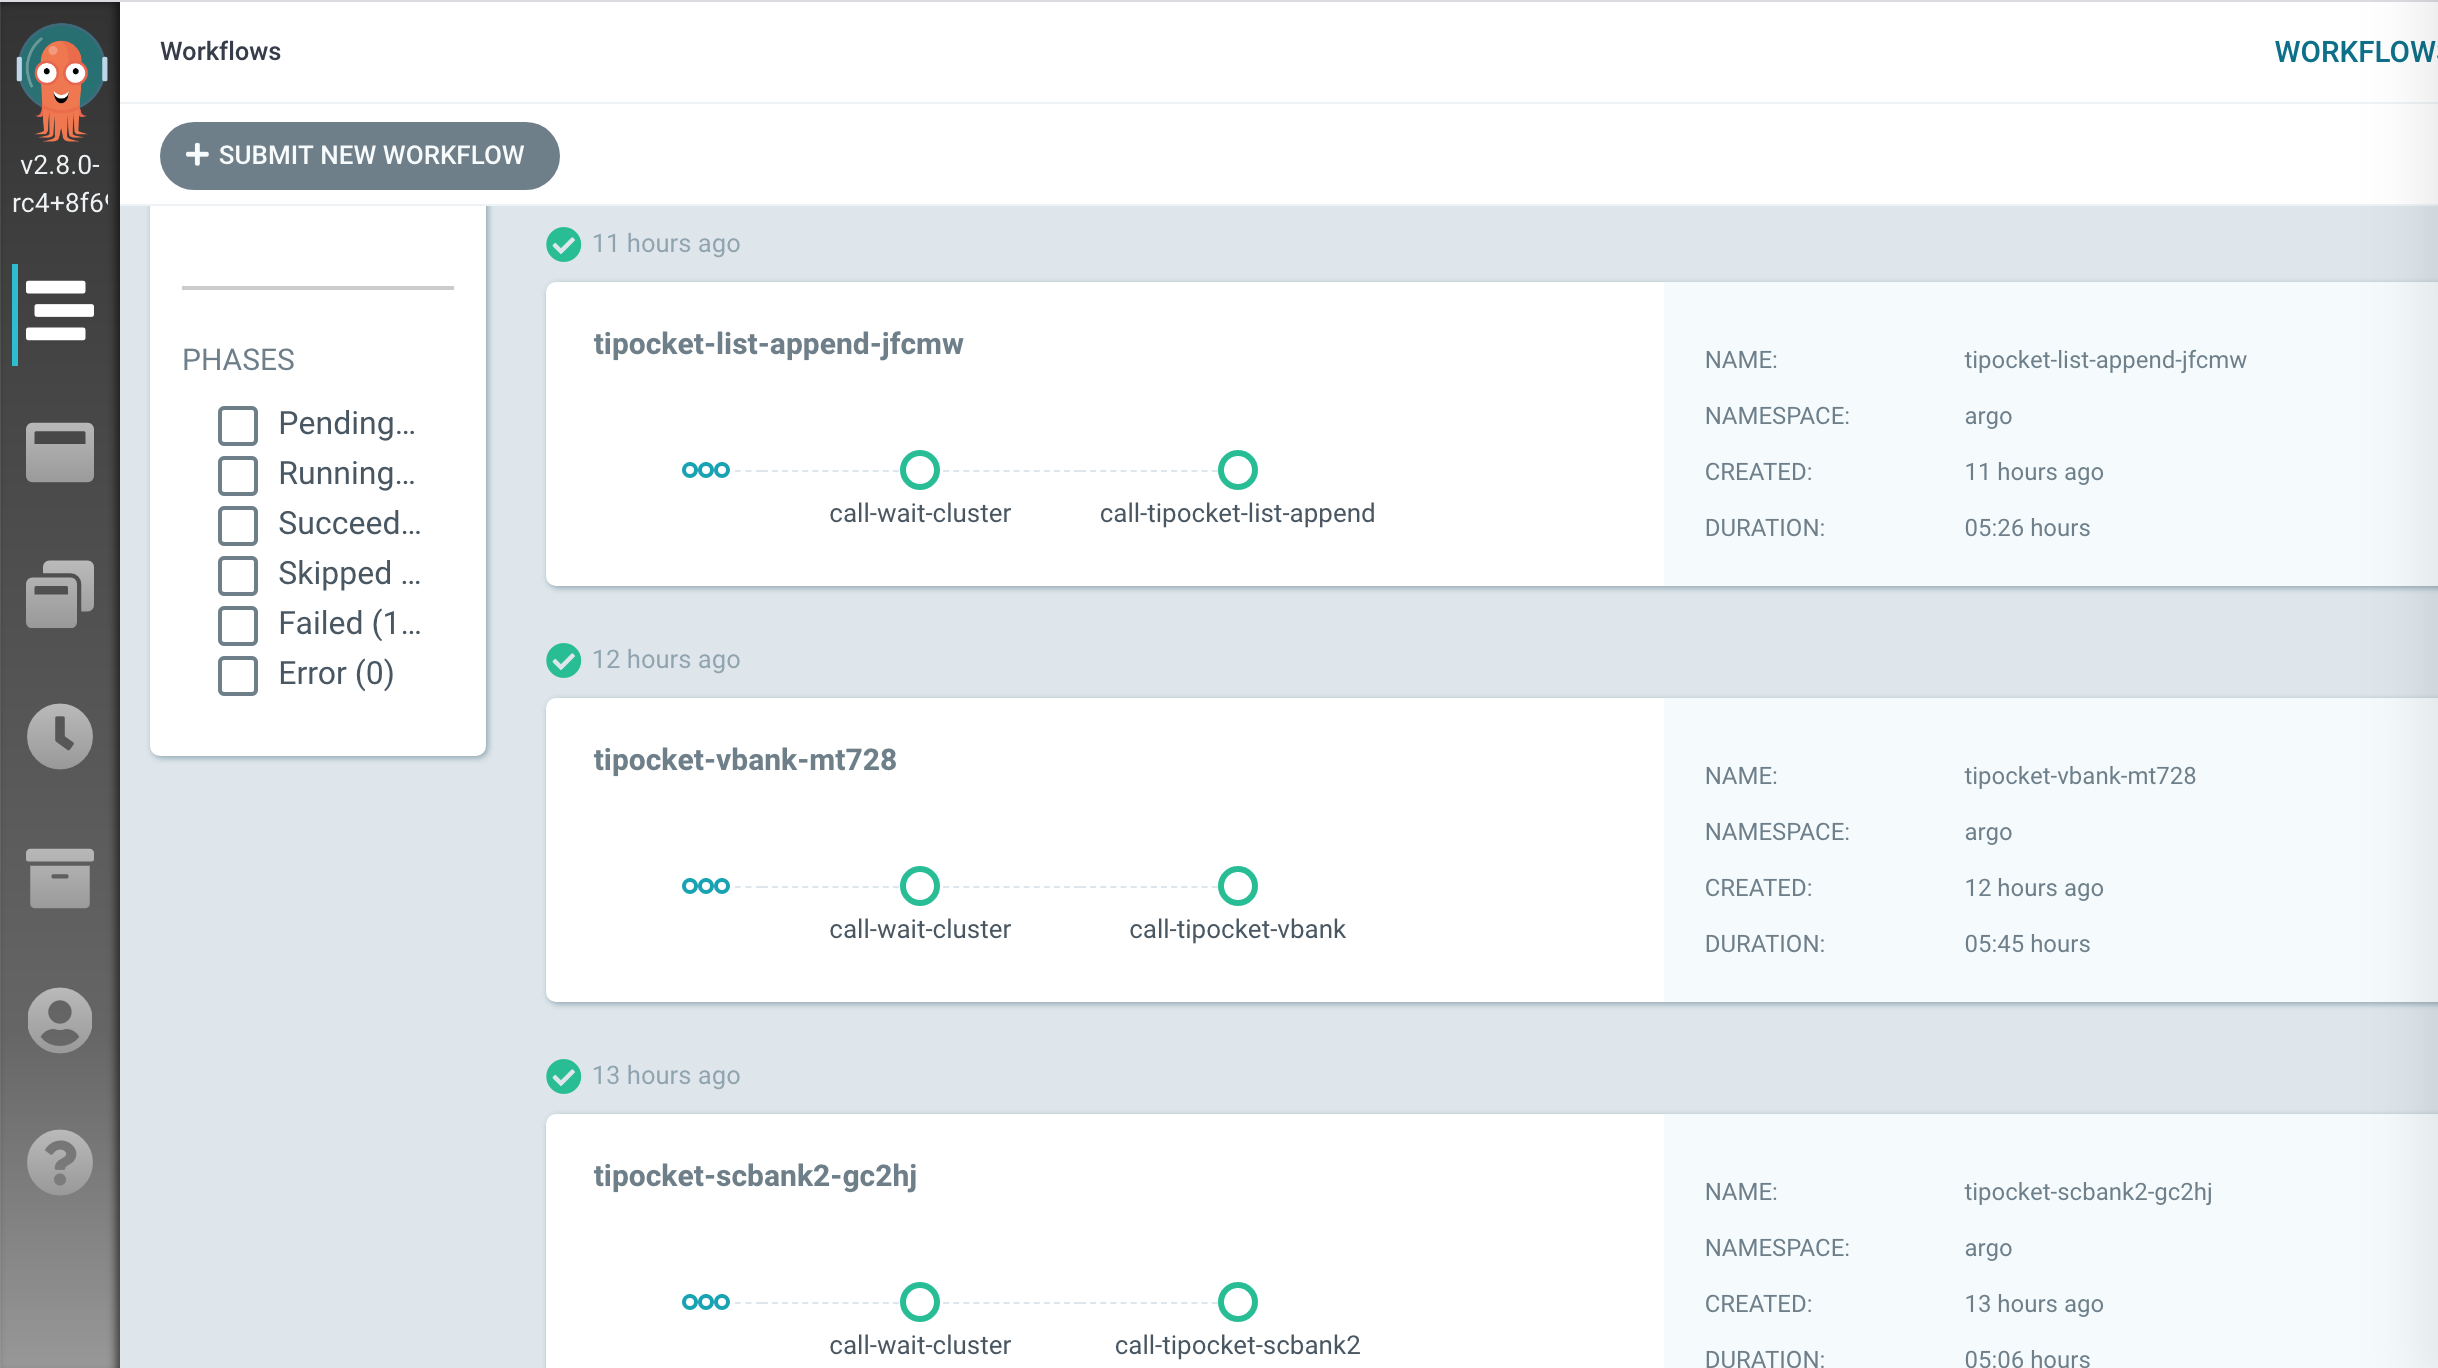 Workflows
WORKFLOWS
v2.8.0-
rc4+8f6
+ SUBMIT NEW WORKFLOW
PHASES
Pending...
Running...
Succeed...
Skipped ...
Failed (1...
Error (0)
11 hours ago
tipocket-list-append-jfcmw
call-wait-cluster
call-tipocket-list-append
NAME: tipocket-list-append-jfcmw
NAMESPACE: argo
CREATED: 11 hours ago
DURATION: 05:26 hours
12 hours ago
tipocket-vbank-mt728
call-wait-cluster
call-tipocket-vbank
NAME: tipocket-vbank-mt728
NAMESPACE: argo
CREATED: 12 hours ago
DURATION: 05:45 hours
13 hours ago
tipocket-scbank2-gc2hj
call-wait-cluster
call-tipocket-scbank2
NAME: tipocket-scbank2-gc2hj
NAMESPACE: argo
CREATED: 13 hours ago
DURATION: 05:06 hours